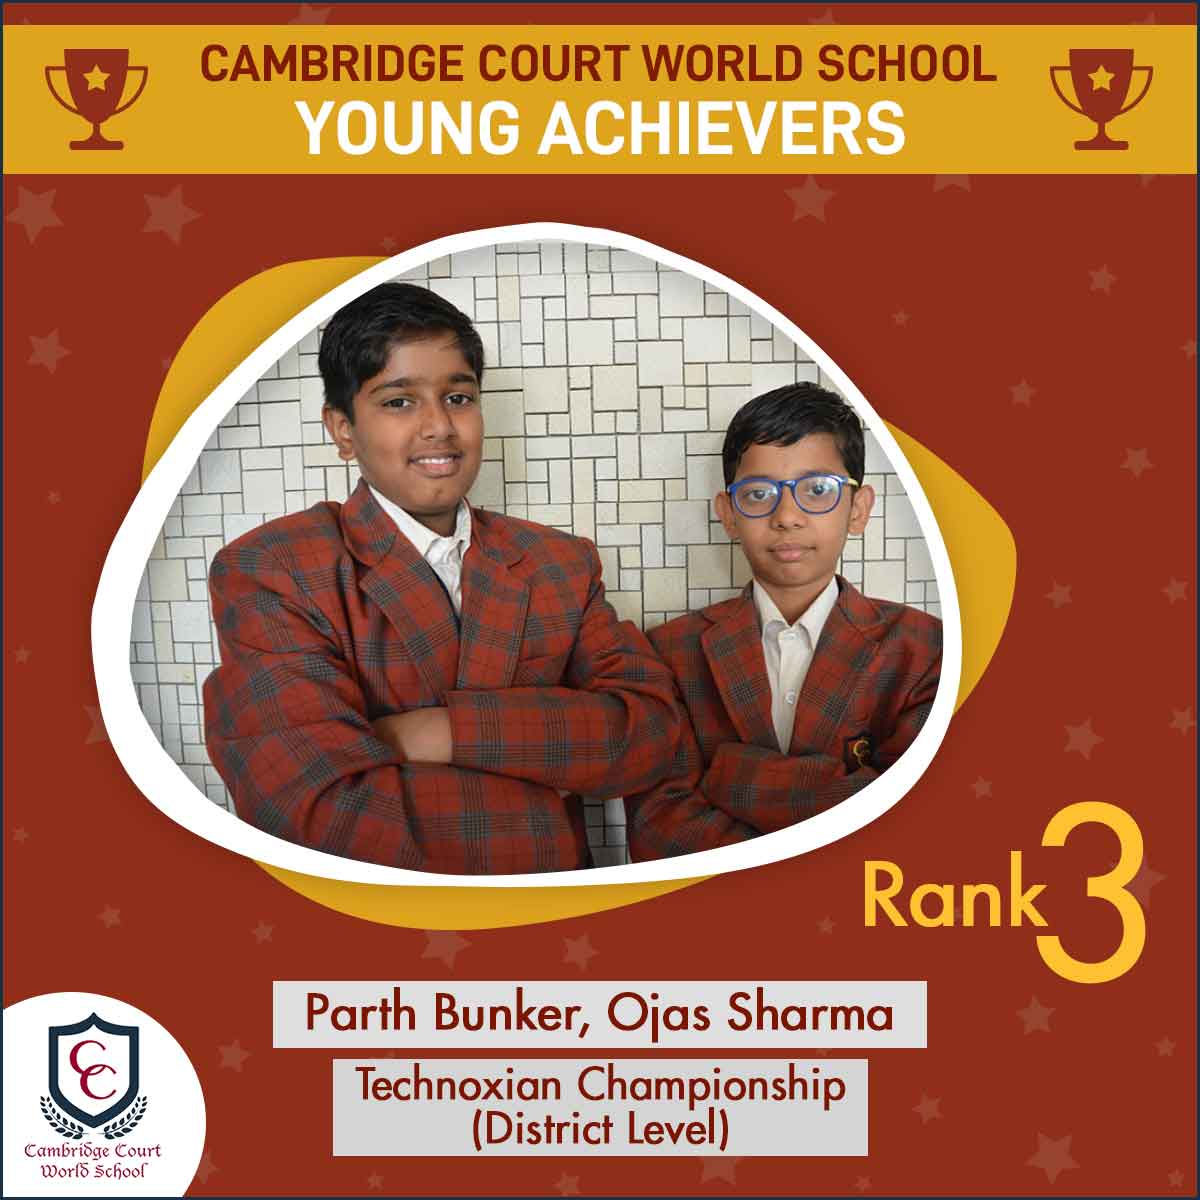 CAMBRIDGE COURT WORLD SCHOOL
YOUNG ACHIEVERS
Rank 3
Parth Bunker, Ojas Sharma
Technoxian Championship
(District Level)
CC
Cambridge Court
World School